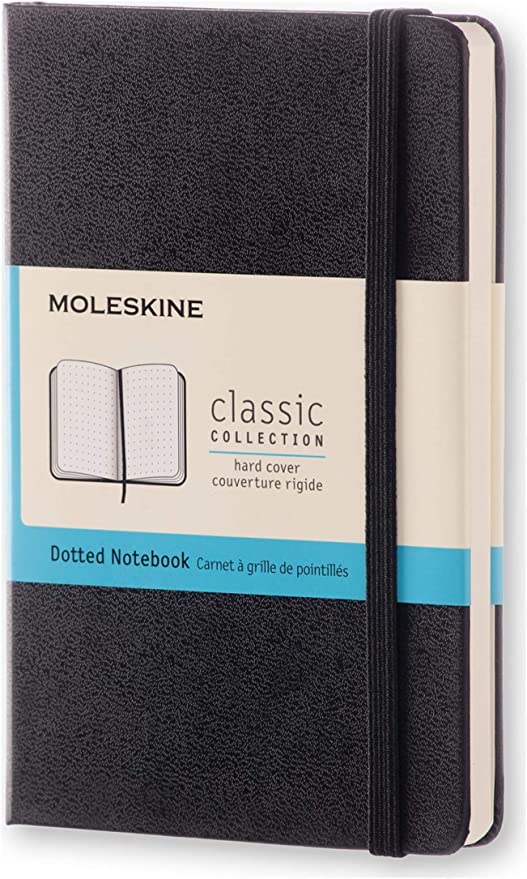 MOLESKINE
classic
COLLECTION
hard cover
couverture rigide
Dotted Notebook Carnet à grille de pointillés